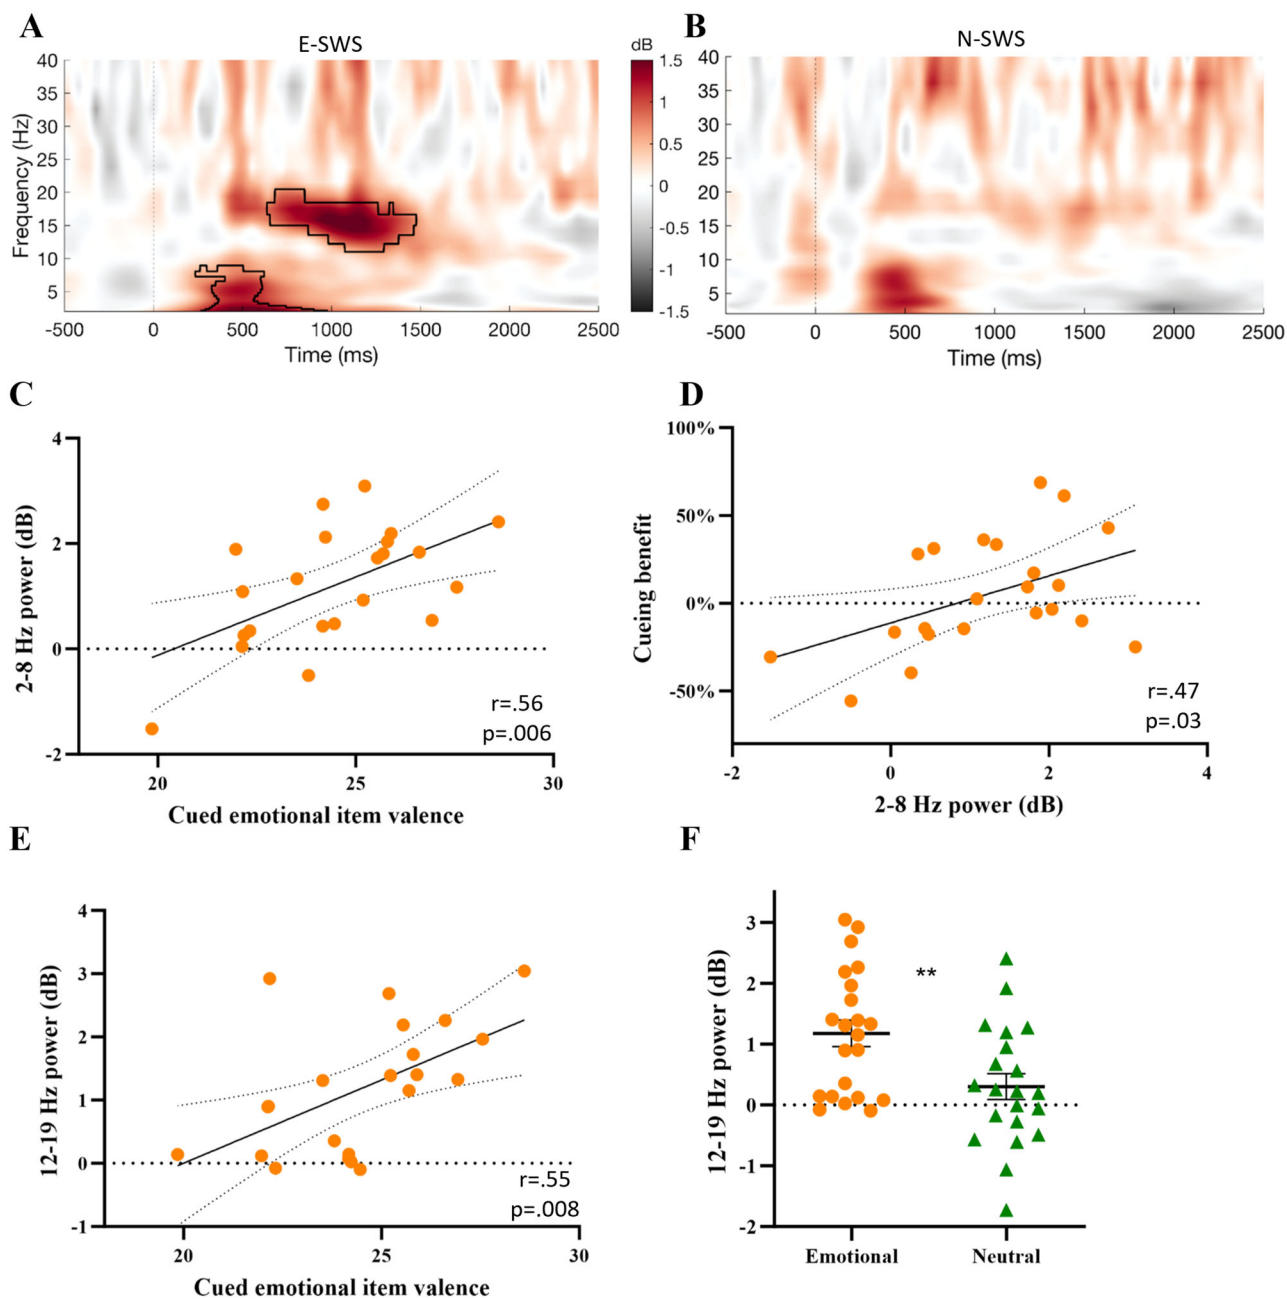 A
E-SWS
dB
B
N-SWS
40
35
30
25
20
15
10
5
Frequency (Hz)
-500 0 500 1000 1500 2000 2500
Time (ms)
1.5
1
0.5
0
-0.5
-1
-1.5
40
35
30
25
20
15
10
5
-500 0 500 1000 1500 2000 2500
Time (ms)
C
4
2
0
-2
2-8 Hz power (dB)
r=.56
p=.006
20 25 30
Cued emotional item valence
D
100%
50%
0%
-50%
Cueing benefit
r=.47
p=.03
-2 0 2 4
2-8 Hz power (dB)
E
4
3
2
1
0
-1
12-19 Hz power (dB)
r=.55
p=.008
20 25 30
Cued emotional item valence
F
3
2
1
0
-1
-2
12-19 Hz power (dB)
**
Emotional Neutral